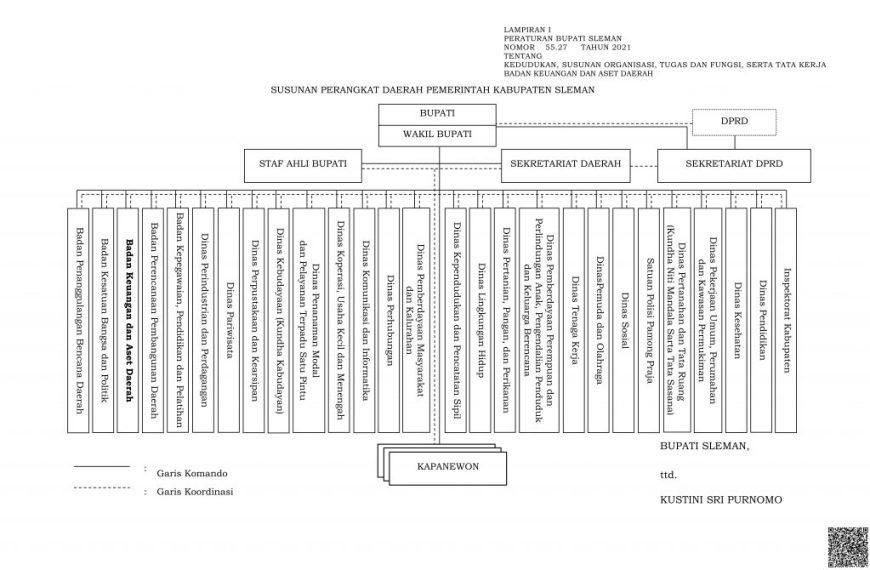 LAMPIRAN I
PERATURAN BUPATI SLEMAN
NOMOR 55.27 TAHUN 2021
TENTANG
KEDUDUKAN, SUSUNAN ORGANISASI, TUGAS DAN FUNGSI, SERTA TATA KERJA
BADAN KEUANGAN DAN ASET DAERAH
SUSUNAN PERANGKAT DAERAH PEMERINTAH KABUPATEN SLEMAN
BUPATI
WAKIL BUPATI
DPRD
STAF AHLI BUPATI
SEKRETARIAT DAERAH
SEKRETARIAT DPRD
Badan Penanggulangan Bencana Daerah
Badan Kesatuan Bangsa dan Politik
Badan Keuangan dan Aset Daerah
Badan Perencanaan Pembangunan Daerah
Badan Kepegawaian, Pendidikan dan Pelatihan
Dinas Perindustrian dan Perdagangan
Dinas Pariwisata
Dinas Perpustakaan dan Kearsipan
Dinas Kebudayaan (Kundha Kabudayan)
Dinas Penanaman Modal
dan Pelayanan Terpadu Satu Pintu
Dinas Koperasi, Usaha Kecil dan Menengah
Dinas Komunikasi dan Informatika
Dinas Perhubungan
Dinas Pemberdayaan Masyarakat
dan Kalurahan
Dinas Kependudukan dan Pencatatan Sipil
Dinas Lingkungan Hidup
Dinas Pertanian, Pangan, dan Perikanan
Dinas Pemberdayaan Perempuan dan
Perlindungan Anak, Pengendalian Penduduk
dan Keluarga Berencana
Dinas Tenaga Kerja
DinasPemuda dan Olahraga
Dinas Sosial
Satuan Polisi Pamong Praja
Dinas Pertanahan dan Tata Ruang
(Kundha Niti Mandala Sarta Tata Sasana)
Dinas Pekerjaan Umum, Perumahan
dan Kawasan Permukiman
Dinas Kesehatan
Dinas Pendidikan
Inspektorat Kabupaten
KAPANEWON
: Garis Komando
: Garis Koordinasi
BUPATI SLEMAN,
ttd.
KUSTINI SRI PURNOMO